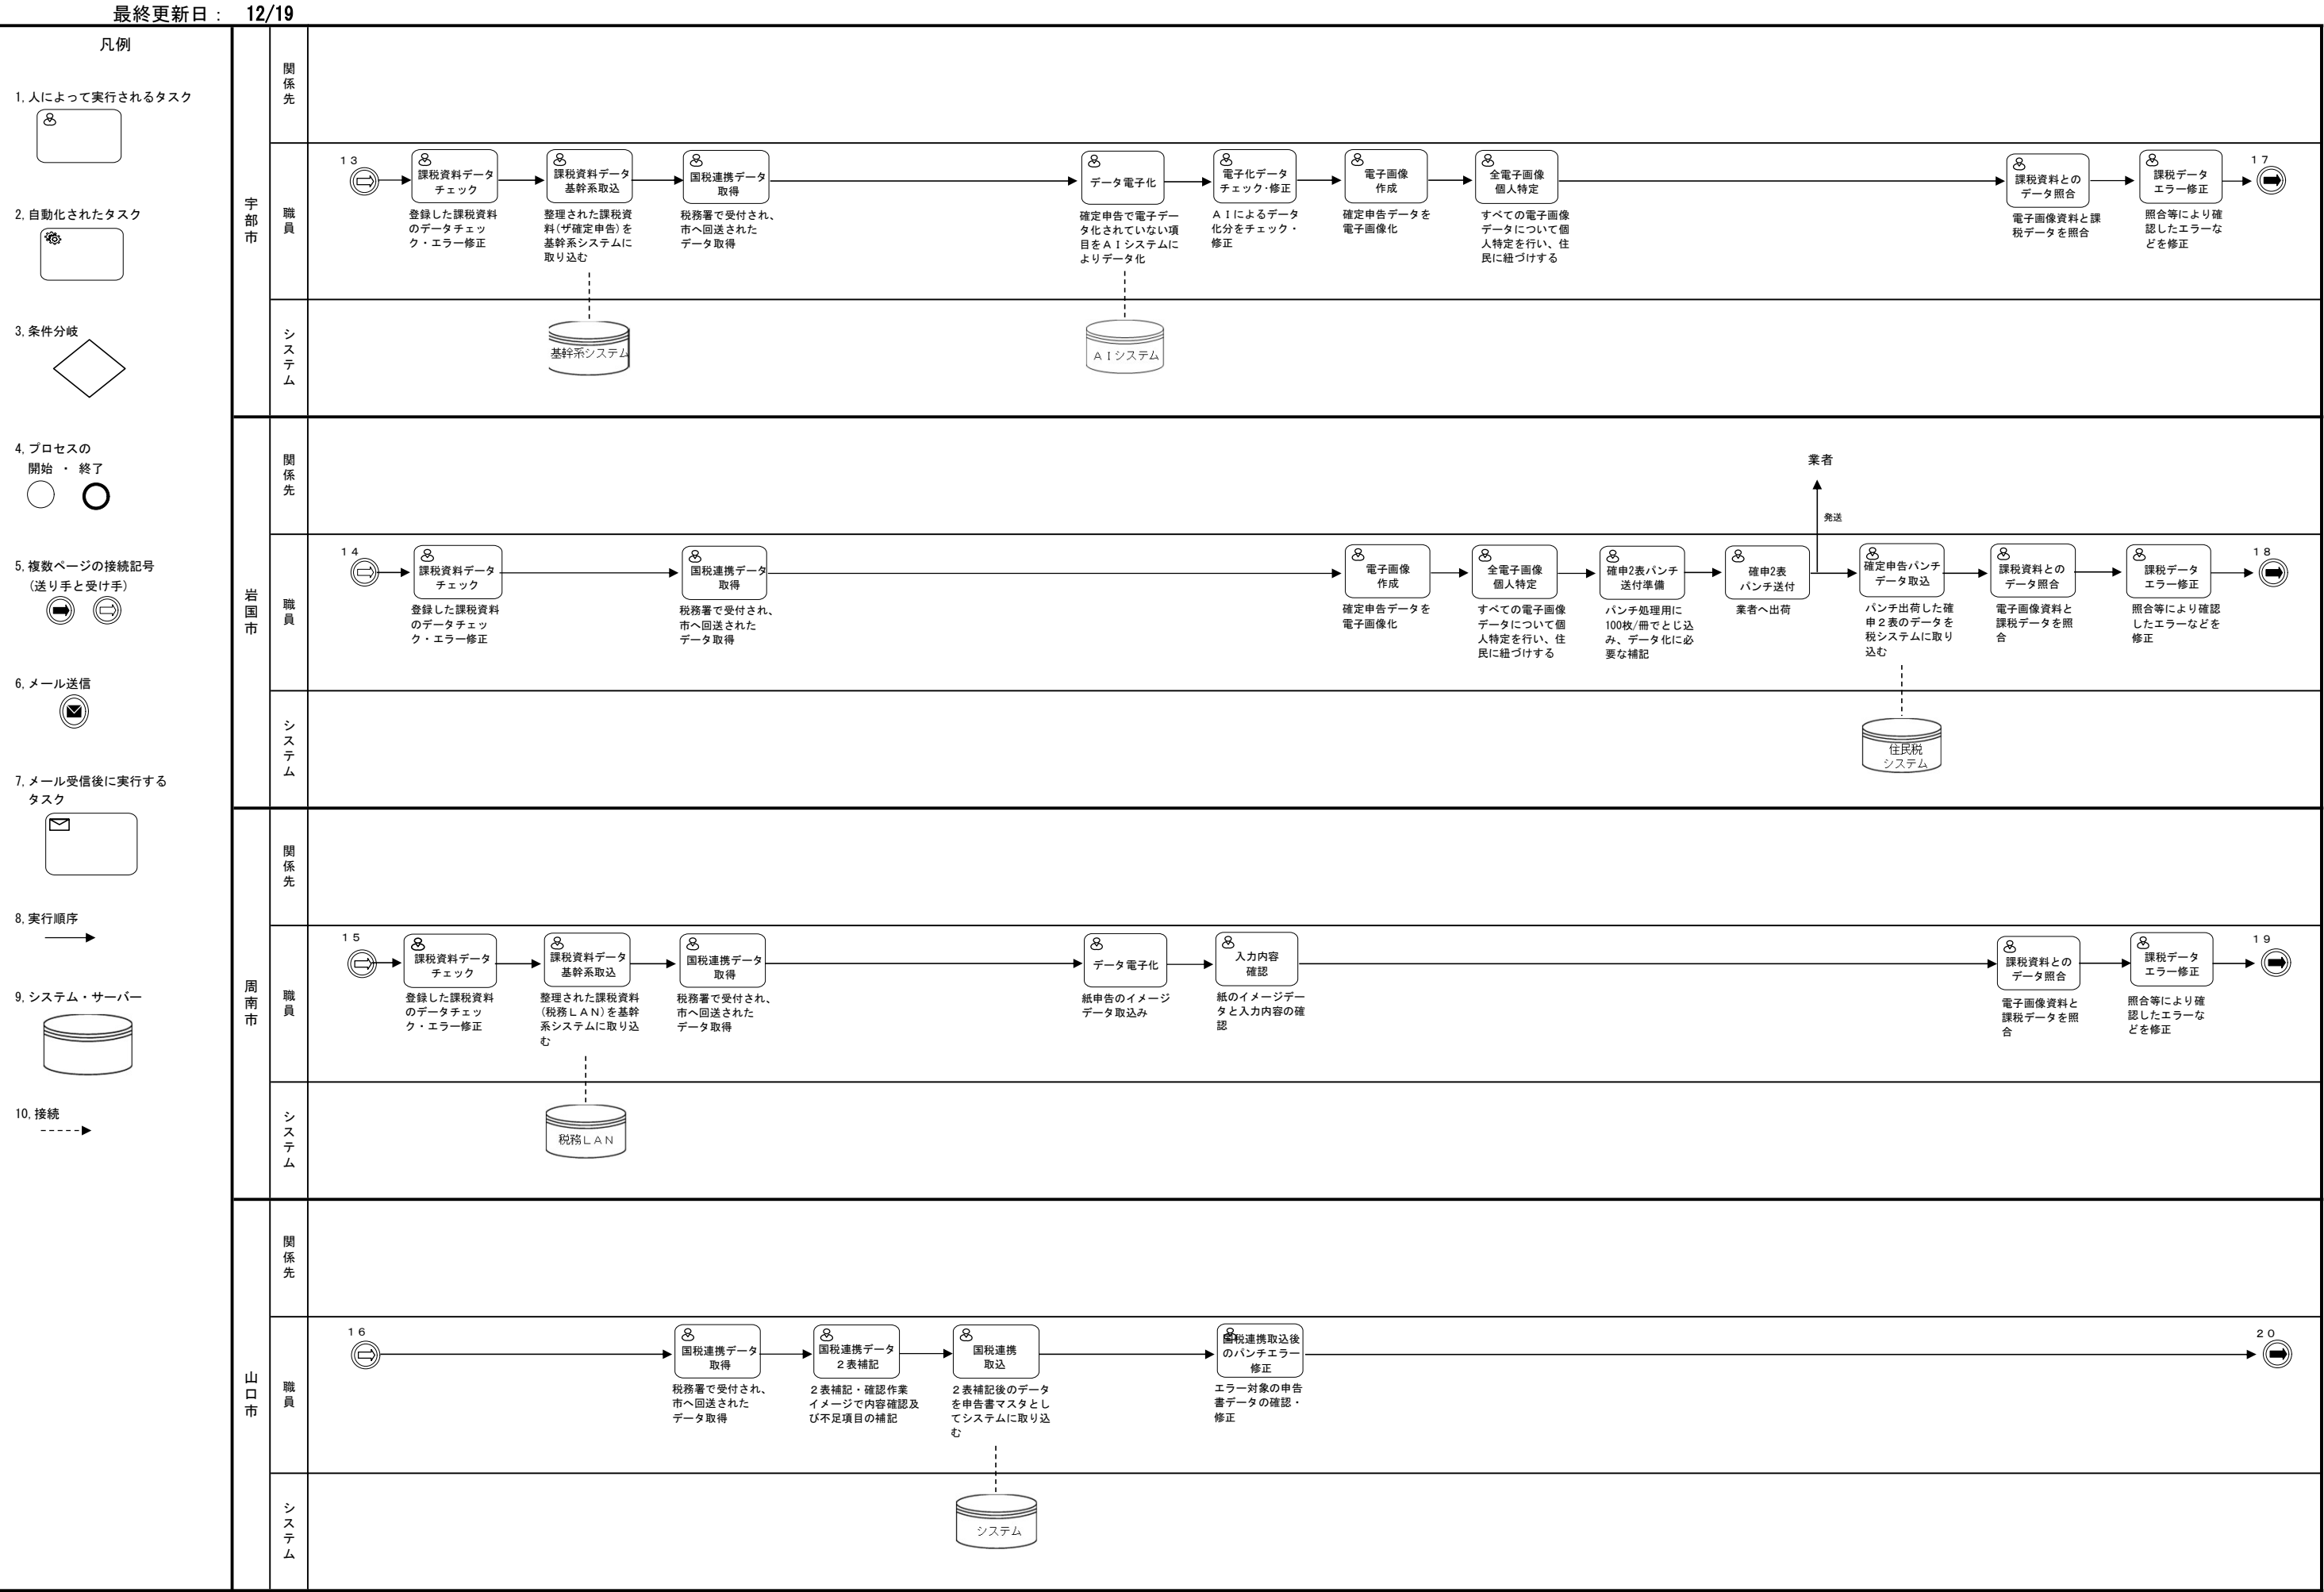 最終更新日： 12/19
凡例
1, 人によって実行されるタスク
2, 自動化されたタスク
3, 条件分岐
4, プロセスの
開始 ・ 終了
5, 複数ページの接続記号
(送り手と受け手)
6, メール送信
7, メール受信後に実行する
タスク
8, 実行順序
9, システム・サーバー
10, 接続
宇部市
関係先
職員
システム
13
課税資料データ
チェック
登録した課税資料
のデータチェッ
ク・エラー修正
課税資料データ
基幹系取込
整理された課税資
料(ザ確定申告)を
基幹系システムに
取り込む
基幹系システム
国税連携データ
取得
税務署で受付され、
市へ回送された
データ取得
データ電子化
確定申告で電子デー
タ化されていない項
目をＡＩシステムに
よりデータ化
ＡＩシステム
電子化データ
チェック・修正
ＡＩによるデータ
化分をチェック・
修正
電子画像
作成
確定申告データを
電子画像化
全電子画像
個人特定
すべての電子画像
データについて個
人特定を行い、住
民に紐づけする
課税資料との
データ照合
電子画像資料と課
税データを照合
課税データ
エラー修正
照合等により確
認したエラーな
どを修正
17
岩国市
関係先
職員
システム
14
課税資料データ
チェック
登録した課税資料
のデータチェッ
ク・エラー修正
国税連携データ
取得
税務署で受付され、
市へ回送された
データ取得
電子画像
作成
確定申告データを
電子画像化
全電子画像
個人特定
すべての電子画像
データについて個
人特定を行い、住
民に紐づけする
確申2表パンチ
送付準備
パンチ処理用に
100枚/冊でとじ込
み、データ化に必
要な補記
確申2表
パンチ送付
業者へ出荷
業者
発送
確定申告パンチ
データ取込
パンチ出荷した確
申２表のデータを
税システムに取り
込む
住民税
システム
課税資料との
データ照合
電子画像資料と
課税データを照
合
課税データ
エラー修正
照合等により確認
したエラーなどを
修正
18
周南市
関係先
職員
システム
15
課税資料データ
チェック
登録した課税資料
のデータチェッ
ク・エラー修正
課税資料データ
基幹系取込
整理された課税資料
(税務ＬＡＮ)を基幹
系システムに取り込
む
税務ＬＡＮ
国税連携データ
取得
税務署で受付され、
市へ回送された
データ取得
データ電子化
紙申告のイメージ
データ取込み
入力内容
確認
紙のイメージデー
タと入力内容の確
認
課税資料との
データ照合
電子画像資料と
課税データを照
合
課税データ
エラー修正
照合等により確
認したエラーな
どを修正
19
山口市
関係先
職員
システム
16
国税連携データ
取得
税務署で受付され、
市へ回送された
データ取得
国税連携データ
２表補記
２表補記・確認作業
イメージで内容確認及
び不足項目の補記
国税連携
取込
２表補記後のデータ
を申告書マスタとし
てシステムに取り込
む
システム
国税連携取込後
のパンチエラー
修正
エラー対象の申告
書データの確認・
修正
20